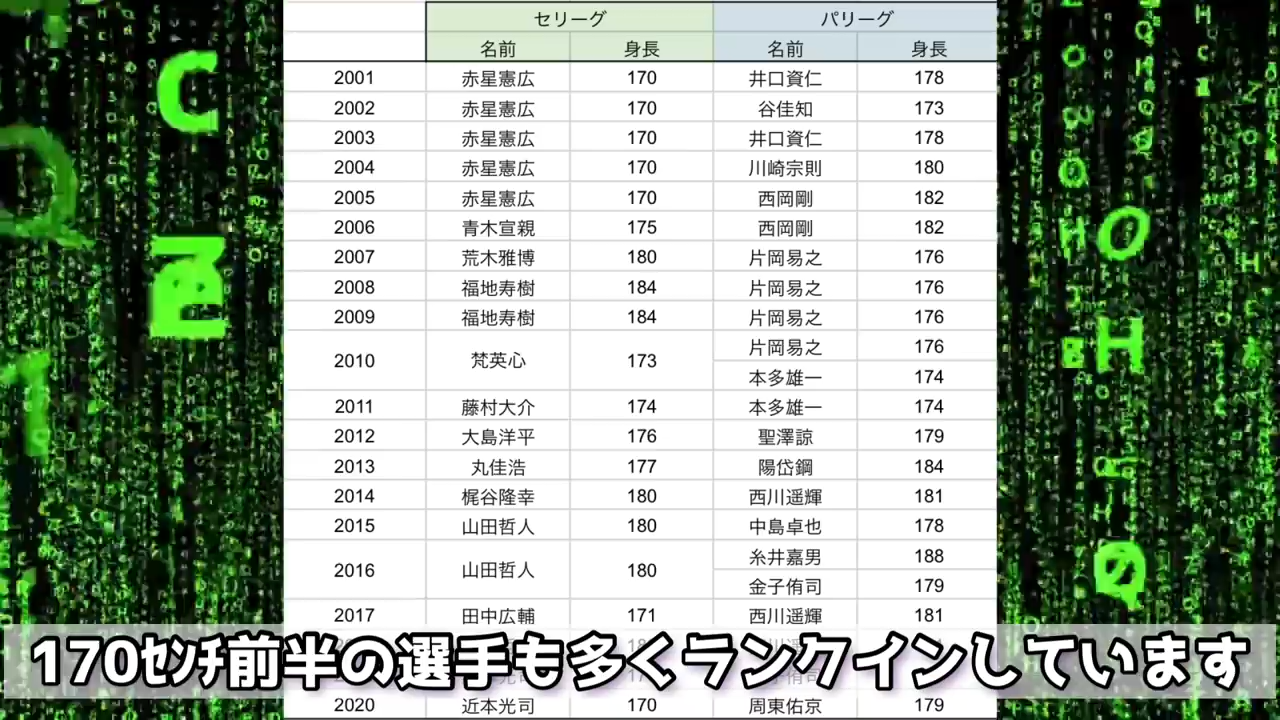 セリーグ パリーグ
名前 身長 名前 身長
2001 赤星憲広 170 井口資仁 178
2002 赤星憲広 170 谷佳知 173
2003 赤星憲広 170 井口資仁 178
2004 赤星憲広 170 川崎宗則 180
2005 赤星憲広 170 西岡剛 182
2006 青木宣親 175 西岡剛 182
2007 荒木雅博 180 片岡易之 176
2008 福地寿樹 184 片岡易之 176
2009 福地寿樹 184 片岡易之 176
2010 梵英心 173 片岡易之 176
本多雄一 174
2011 藤村大介 174 本多雄一 174
2012 大島洋平 176 聖澤諒 179
2013 丸佳浩 177 陽岱鋼 184
2014 梶谷隆幸 180 西川遥輝 181
2015 山田哲人 180 中島卓也 178
2016 山田哲人 180 糸井嘉男 188
金子侑司 179
2017 田中広輔 171 西川遥輝 181
170㌢前半の選手も多くランクインしています
2020 近本光司 170 周東佑京 179